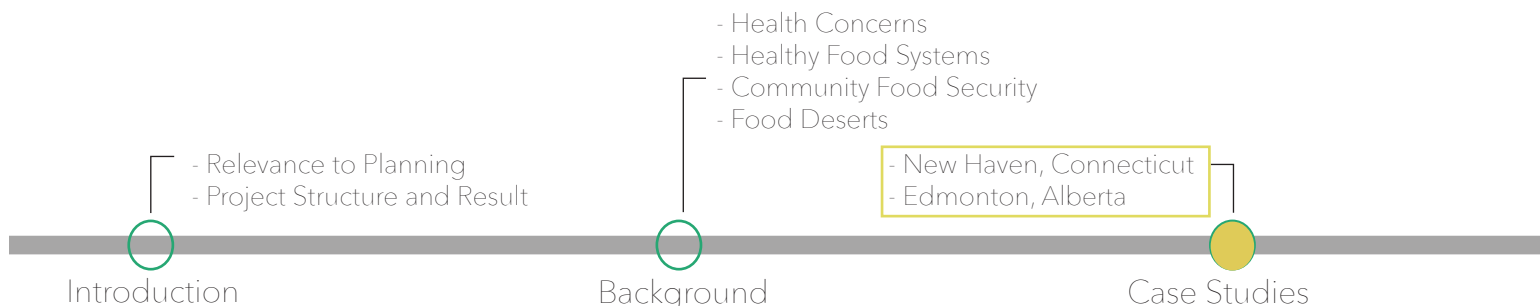 - Health Concerns
- Healthy Food Systems
- Community Food Security
- Food Deserts
- Relevance to Planning
- Project Structure and Result
- New Haven, Connecticut
- Edmonton, Alberta
Introduction
Background
Case Studies